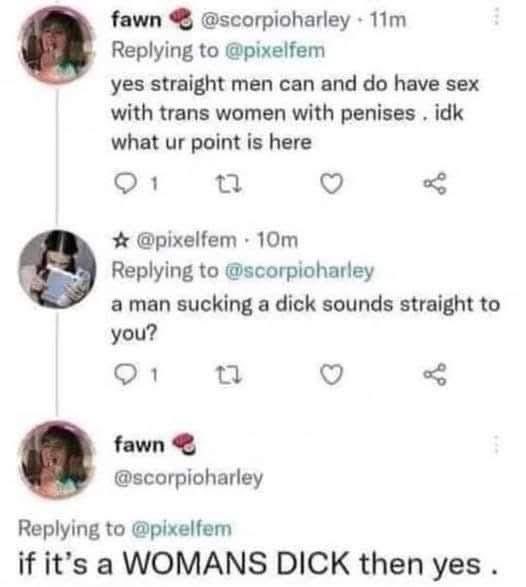 fawn @scorpioharley · 11m
Replying to @pixelfem
yes straight men can and do have sex
with trans women with penises . idk
what ur point is here
1
☆ @pixelfem · 10m
Replying to @scorpioharley
a man sucking a dick sounds straight to
you?
1
fawn
@scorpioharley
Replying to @pixelfem
if it's a WOMANS DICK then yes .